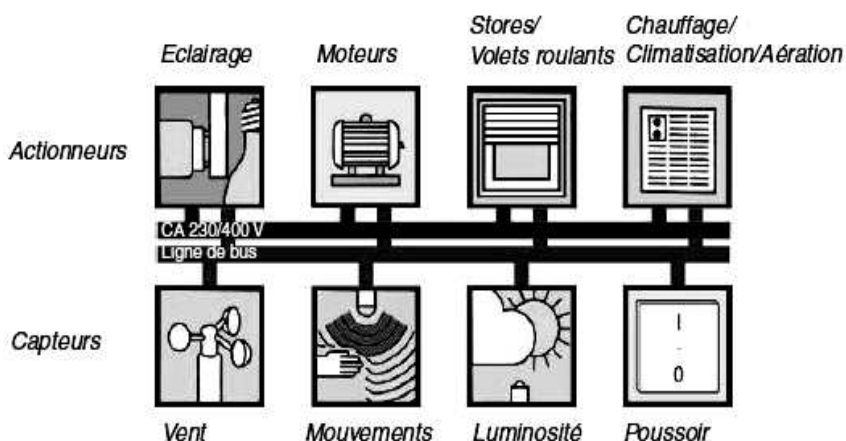 Eclairage
Moteurs
Stores/
Volets roulants
Chauffage/
Climatisation/Aération
Actionneurs
CA 230/400 V
Ligne de bus
Capteurs
I
0
Vent
Mouvements
Luminosité
Poussoir